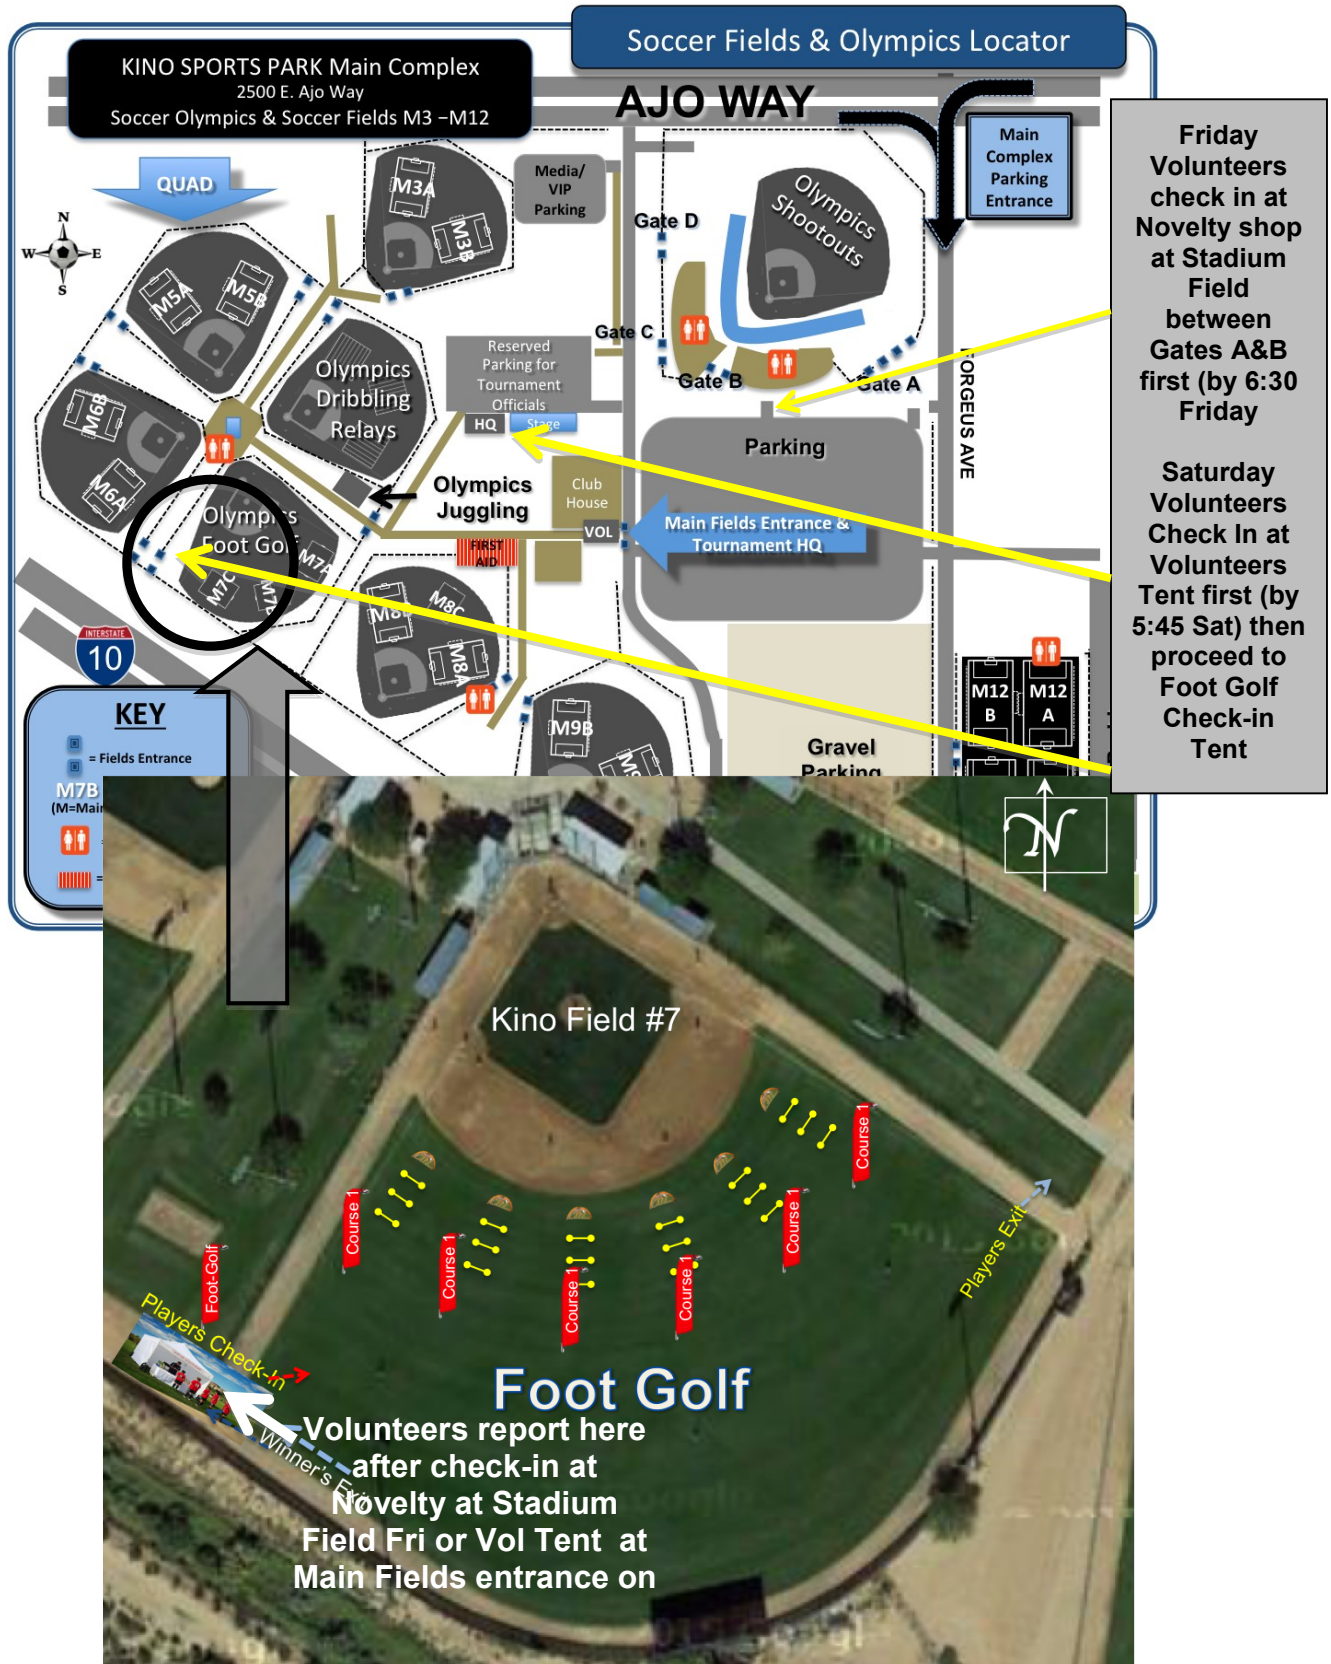 Soccer Fields & Olympics Locator
KINO SPORTS PARK Main Complex
2500 E. Ajo Way
Soccer Olympics & Soccer Fields M3 –M12
AJO WAY
Main
Complex
Parking
Entrance
Friday
Volunteers
check in at
Novelty shop
at Stadium
Field
between
Gates A&B
first (by 6:30
Friday
Saturday
Volunteers
Check In at
Volunteers
Tent first (by
5:45 Sat) then
proceed to
Foot Golf
Check-in
Tent
QUAD
N
W
E
S
M3A
M3B
Media/
VIP
Parking
Gate D
Olympics
Shootouts
M5A
M5B
Gate C
Gate B
Gate A
FORGEUS AVE
Reserved
Parking for
Tournament
Officials
HQ
Stage
Olympics
Dribbling
Relays
M6B
M6A
Parking
Olympics
Juggling
Club
House
VOL
Main Fields Entrance &
Tournament HQ
Olympics
Foot Golf
M7C
M7A
FIRST
AID
M8C
M8A
INTERSTATE
10
M9B
M12
B
M12
A
Gravel
Parking
KEY
= Fields Entrance
M7B
(M=Main
=
N
Kino Field #7
Course 1
Course 1
Course 1
Course 1
Course 1
Course 1
Course 1
Foot-Golf
Players Check-In
Players Exit
Winner's Exit
Foot Golf
Volunteers report here
after check-in at
Novelty at Stadium
Field Fri or Vol Tent at
Main Fields entrance on